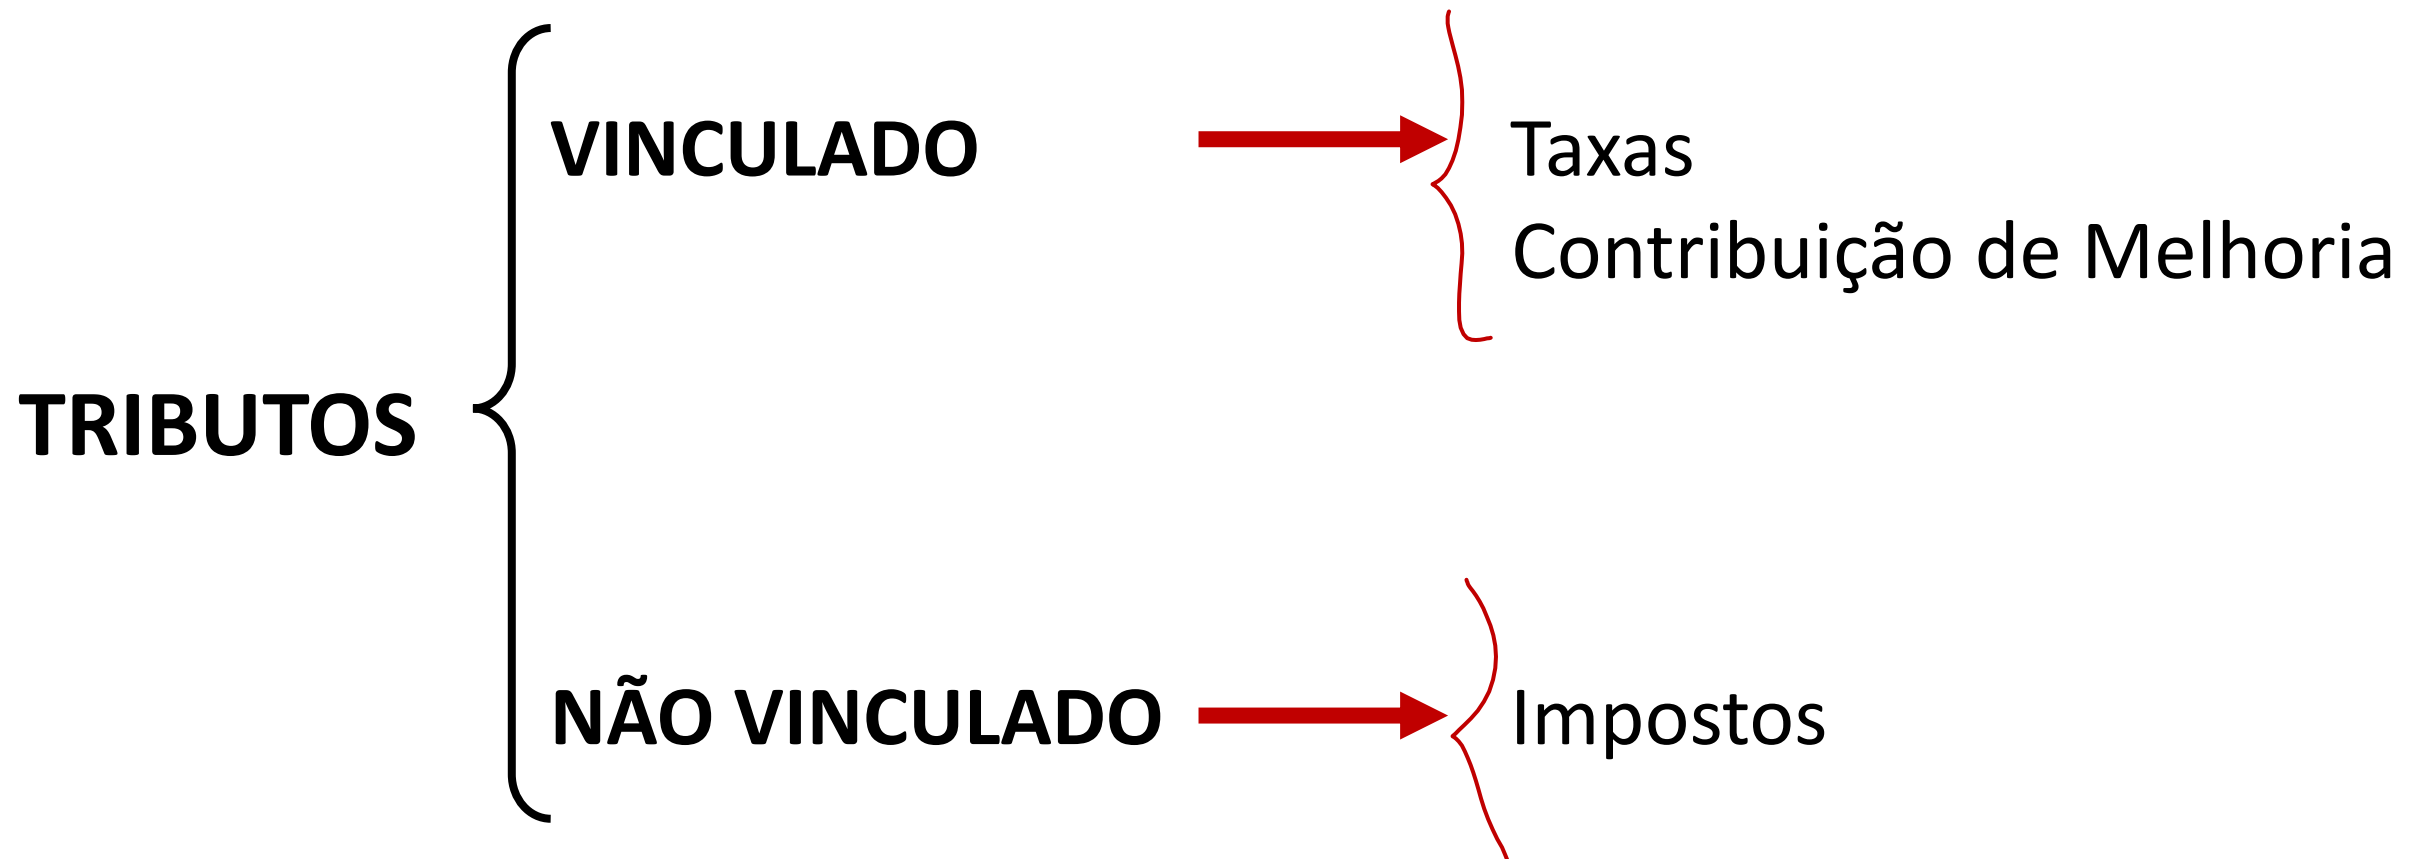 VINCULADO
Taxas
Contribuição de Melhoria
TRIBUTOS
NÃO VINCULADO
Impostos